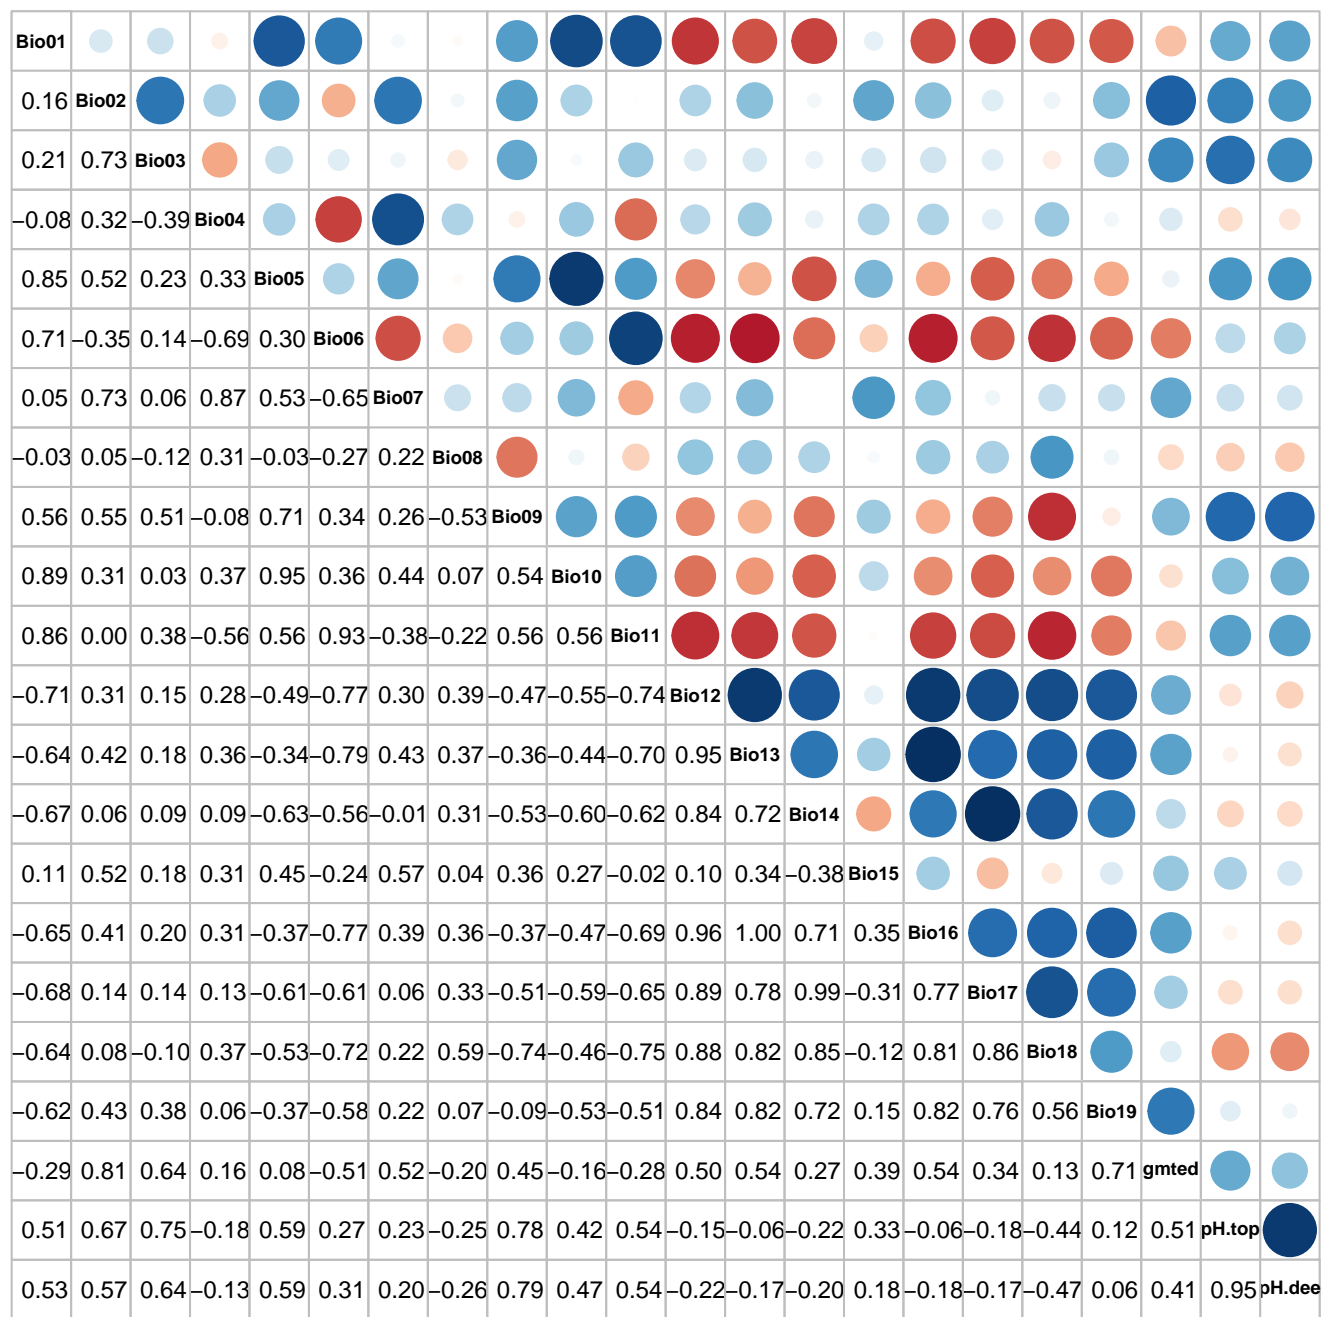 Bio01
0.16 Bio02
0.21 0.73 Bio03
−0.08 0.32 −0.39 Bio04
0.85 0.52 0.23 0.33 Bio05
0.71 −0.35 0.14 −0.69 0.30 Bio06
0.05 0.73 0.06 0.87 0.53 −0.65 Bio07
−0.03 0.05 −0.12 0.31 −0.03 −0.27 0.22 Bio08
0.56 0.55 0.51 −0.08 0.71 0.34 0.26 −0.53 Bio09
0.89 0.31 0.03 0.37 0.95 0.36 0.44 0.07 0.54 Bio10
0.86 0.00 0.38 −0.56 0.56 0.93 −0.38 −0.22 0.56 0.56 Bio11
−0.71 0.31 0.15 0.28 −0.49 −0.77 0.30 0.39 −0.47 −0.55 −0.74 Bio12
−0.64 0.42 0.18 0.36 −0.34 −0.79 0.43 0.37 −0.36 −0.44 −0.70 0.95 Bio13
−0.67 0.06 0.09 0.09 −0.63 −0.56 −0.01 0.31 −0.53 −0.60 −0.62 0.84 0.72 Bio14
0.11 0.52 0.18 0.31 0.45 −0.24 0.57 0.04 0.36 0.27 −0.02 0.10 0.34 −0.38 Bio15
−0.65 0.41 0.20 0.31 −0.37 −0.77 0.39 0.36 −0.37 −0.47 −0.69 0.96 1.00 0.71 0.35 Bio16
−0.68 0.14 0.14 0.13 −0.61 −0.61 0.06 0.33 −0.51 −0.59 −0.65 0.89 0.78 0.99 −0.31 0.77 Bio17
−0.64 0.08 −0.10 0.37 −0.53 −0.72 0.22 0.59 −0.74 −0.46 −0.75 0.88 0.82 0.85 −0.12 0.81 0.86 Bio18
−0.62 0.43 0.38 0.06 −0.37 −0.58 0.22 0.07 −0.09 −0.53 −0.51 0.84 0.82 0.72 0.15 0.82 0.76 0.56 Bio19
−0.29 0.81 0.64 0.16 0.08 −0.51 0.52 −0.20 0.45 −0.16 −0.28 0.50 0.54 0.27 0.39 0.54 0.34 0.13 0.71 gmted
0.51 0.67 0.75 −0.18 0.59 0.27 0.23 −0.25 0.78 0.42 0.54 −0.15 −0.06 −0.22 0.33 −0.06 −0.18 −0.44 0.12 0.51 pH.top
0.53 0.57 0.64 −0.13 0.59 0.31 0.20 −0.26 0.79 0.47 0.54 −0.22 −0.17 −0.20 0.18 −0.18 −0.17 −0.47 0.06 0.41 0.95 pH.dee